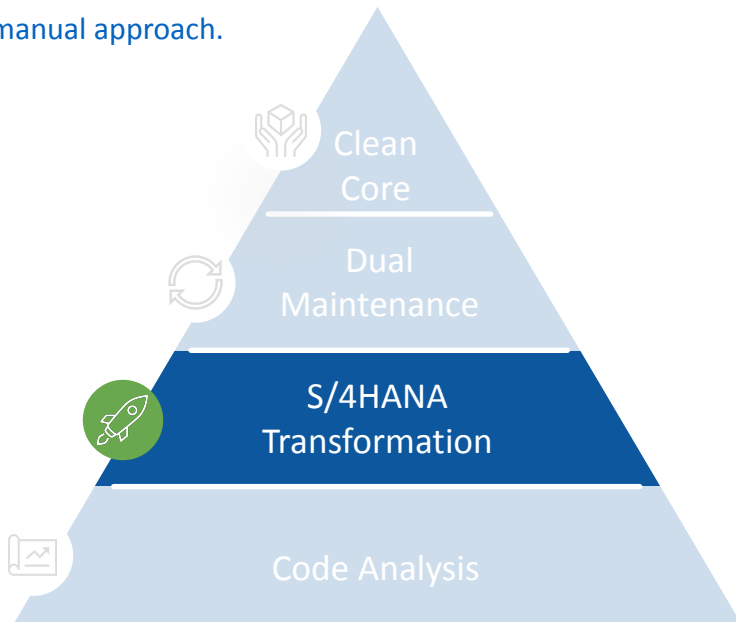 manual approach.
Clean
Core
Dual
Maintenance
S/4HANA
Transformation
Code Analysis